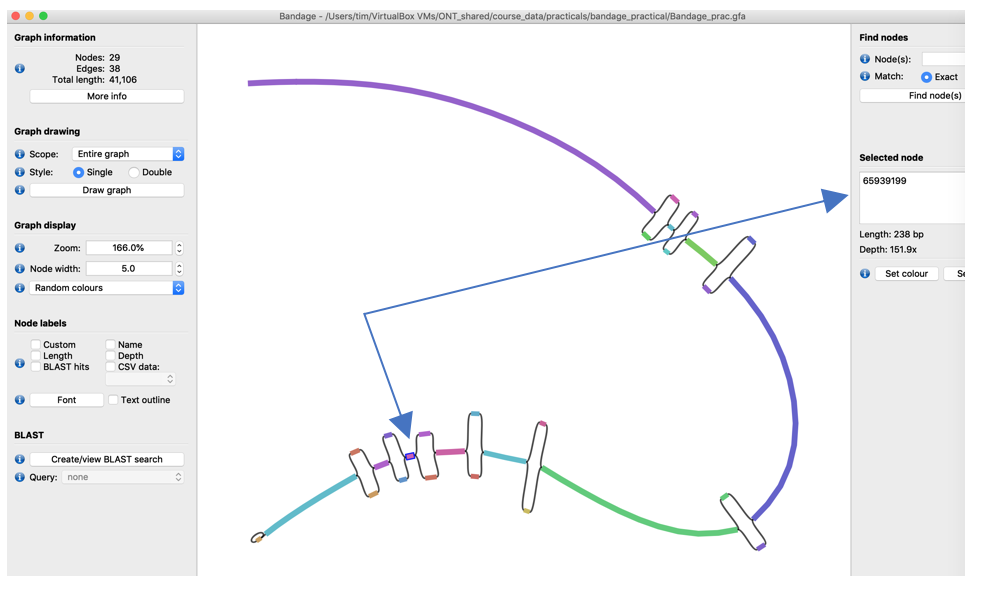 Bandage - /Users/tim/VirtualBox VMs/ONT_shared/course_data/practicals/bandage_practical/Bandage_prac.gfa
Graph information
Nodes: 29
Edges: 38
Total length: 41,106
More info
Graph drawing
Scope: Entire graph
Style: Single Double
Draw graph
Graph display
Zoom: 166.0%
Node width: 5.0
Random colours
Node labels
Custom Name
Length Depth
BLAST hits CSV data:
Font Text outline
BLAST
Create/view BLAST search
Query: none
Find nodes
Node(s):
Match: Exact
Find node(s)
Selected node
65939199
Length: 238 bp
Depth: 151.9x
Set colour Se